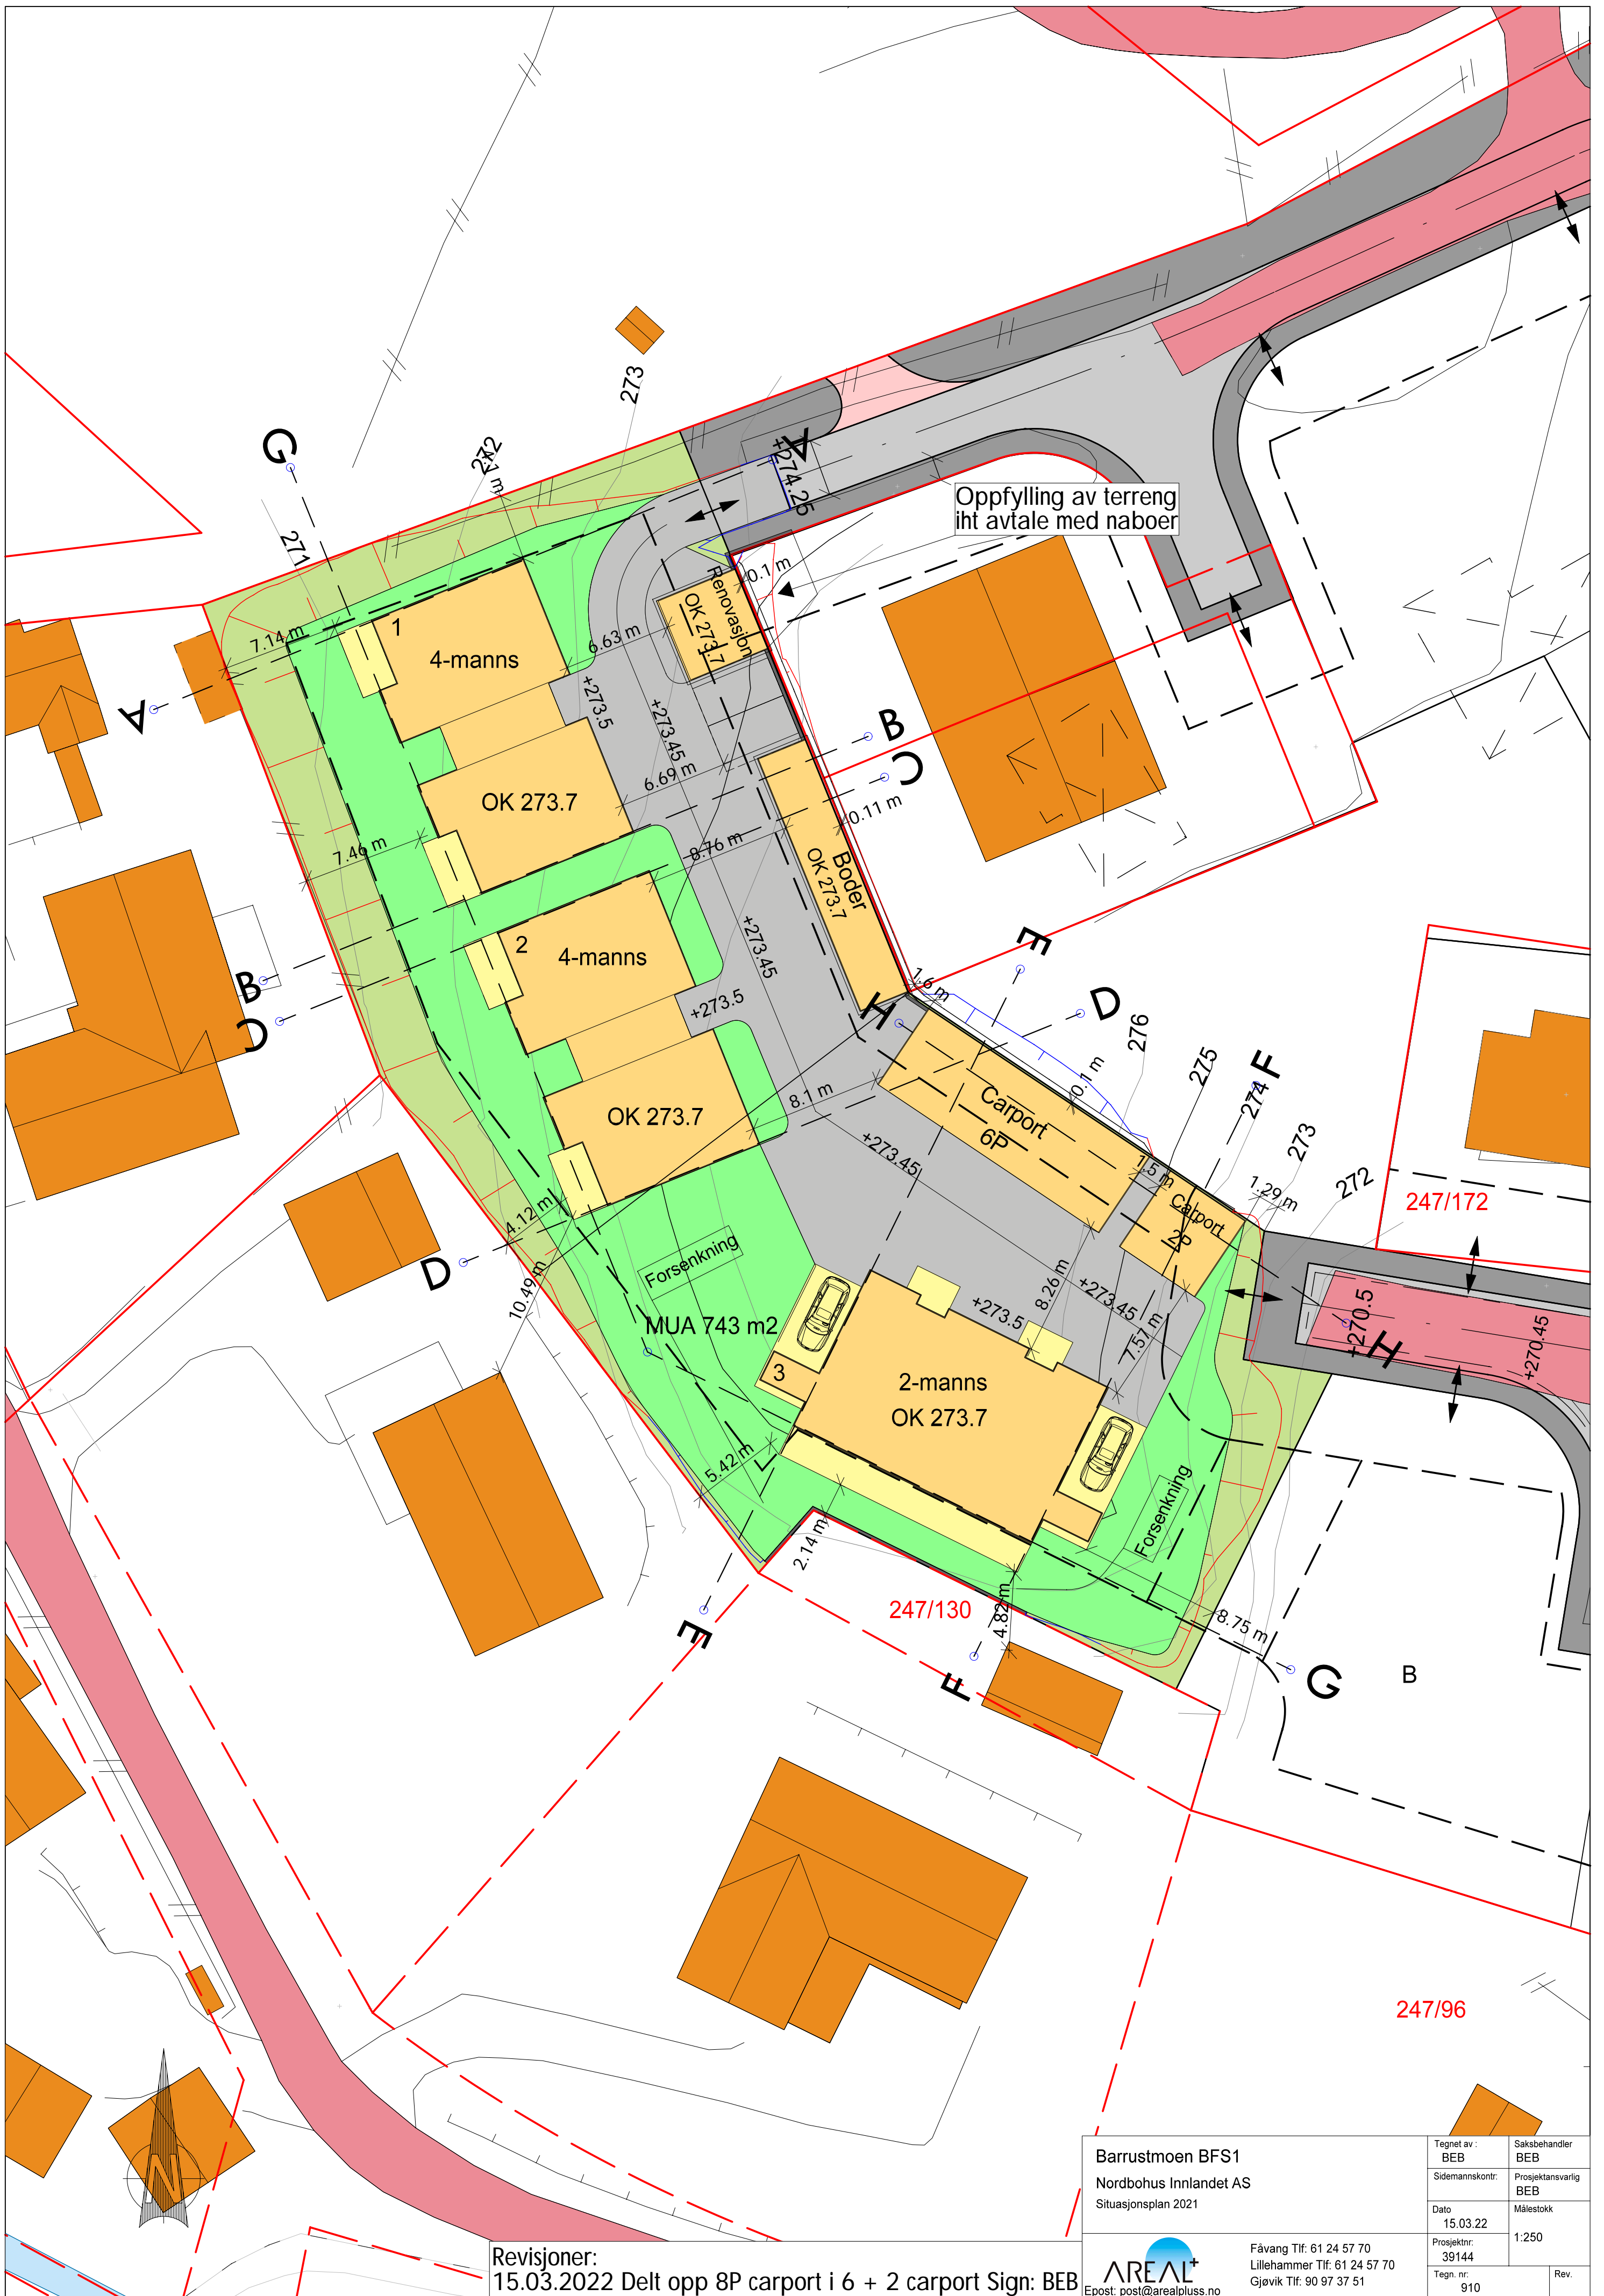 G
273
272
7.1 m
A
+274.25
Oppfylling av terreng
iht avtale med naboer
271
Renovasjon
OK 273.7
0.1 m
7.14 m
1
4-manns
6.63 m
A
+273.5
+273.45
B
C
6.69 m
OK 273.7
7.46 m
8.76 m
0.11 m
Boder
OK 273.7
2
4-manns
+273.45
E
B
C
+273.5
1.6 m
H
D
276
275
F
274
0.1 m
OK 273.7
8.1 m
Carport
6P
+273.45
273
1.5 m
1.29 m
272
247/172
Carport
2P
4.12 m
D
Forsenkning
10.49 m
8.26 m
+273.45
+273.5
+270.5
H
+270.45
MUA 743 m2
7.57 m
3
2-manns
OK 273.7
5.42 m
Forsenkning
2.14 m
247/130
4.82 m
8.75 m
E
F
G
B
247/96
N
Barrustmoen BFS1
Nordbohus Innlandet AS
Situasjonsplan 2021
Tegnet av :
BEB
Saksbehandler
BEB
Sidemannskontr:
Prosjektansvarlig
BEB
Dato
15.03.22
Målestokk
1:250
Prosjektnr:
39144
Tegn. nr:
910
Rev.
AREAL+
Epost: post@arealpluss.no
Fåvang Tlf: 61 24 57 70
Lillehammer Tlf: 61 24 57 70
Gjøvik Tlf: 90 97 37 51
Revisjoner:
15.03.2022 Delt opp 8P carport i 6 + 2 carport Sign: BEB